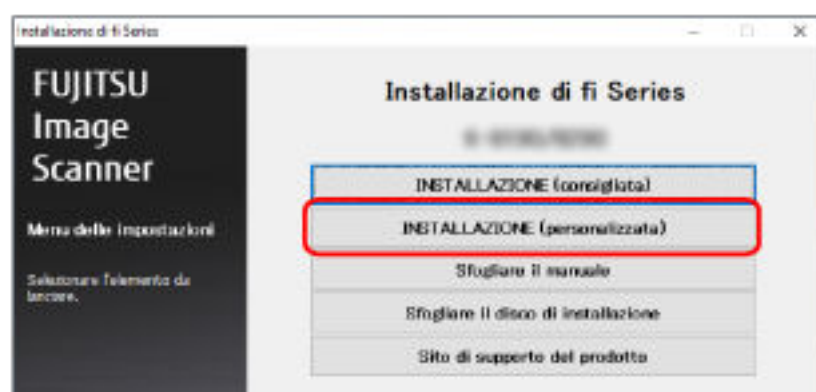 Installazione di fi Series
FUJITSU
Image
Scanner
Menu delle impostazioni
Selezionare l'elemento da
lanciare.
Installazione di fi Series
INSTALLAZIONE (consigliata)
INSTALLAZIONE (personalizzata)
Sfogliare il manuale
Sfogliare il disco di installazione
Sito di supporto del prodotto